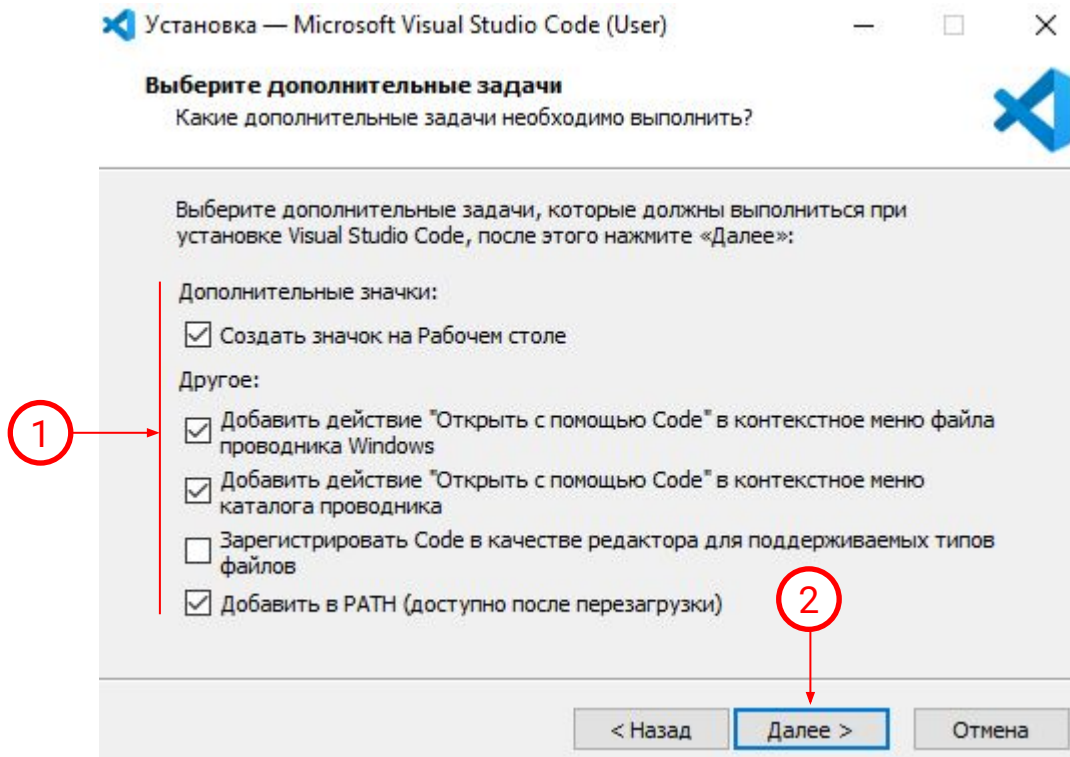 Установка — Microsoft Visual Studio Code (User)
Выберите дополнительные задачи
Какие дополнительные задачи необходимо выполнить?
Выберите дополнительные задачи, которые должны выполниться при
установке Visual Studio Code, после этого нажмите «Далее»:
Дополнительные значки:
Создать значок на Рабочем столе
Другое:
1
Добавить действие "Открыть с помощью Code" в контекстное меню файла
проводника Windows
Добавить действие "Открыть с помощью Code" в контекстное меню
каталога проводника
Зарегистрировать Code в качестве редактора для поддерживаемых типов
файлов
Добавить в PATH (доступно после перезагрузки)
2
< Назад
Далее >
Отмена